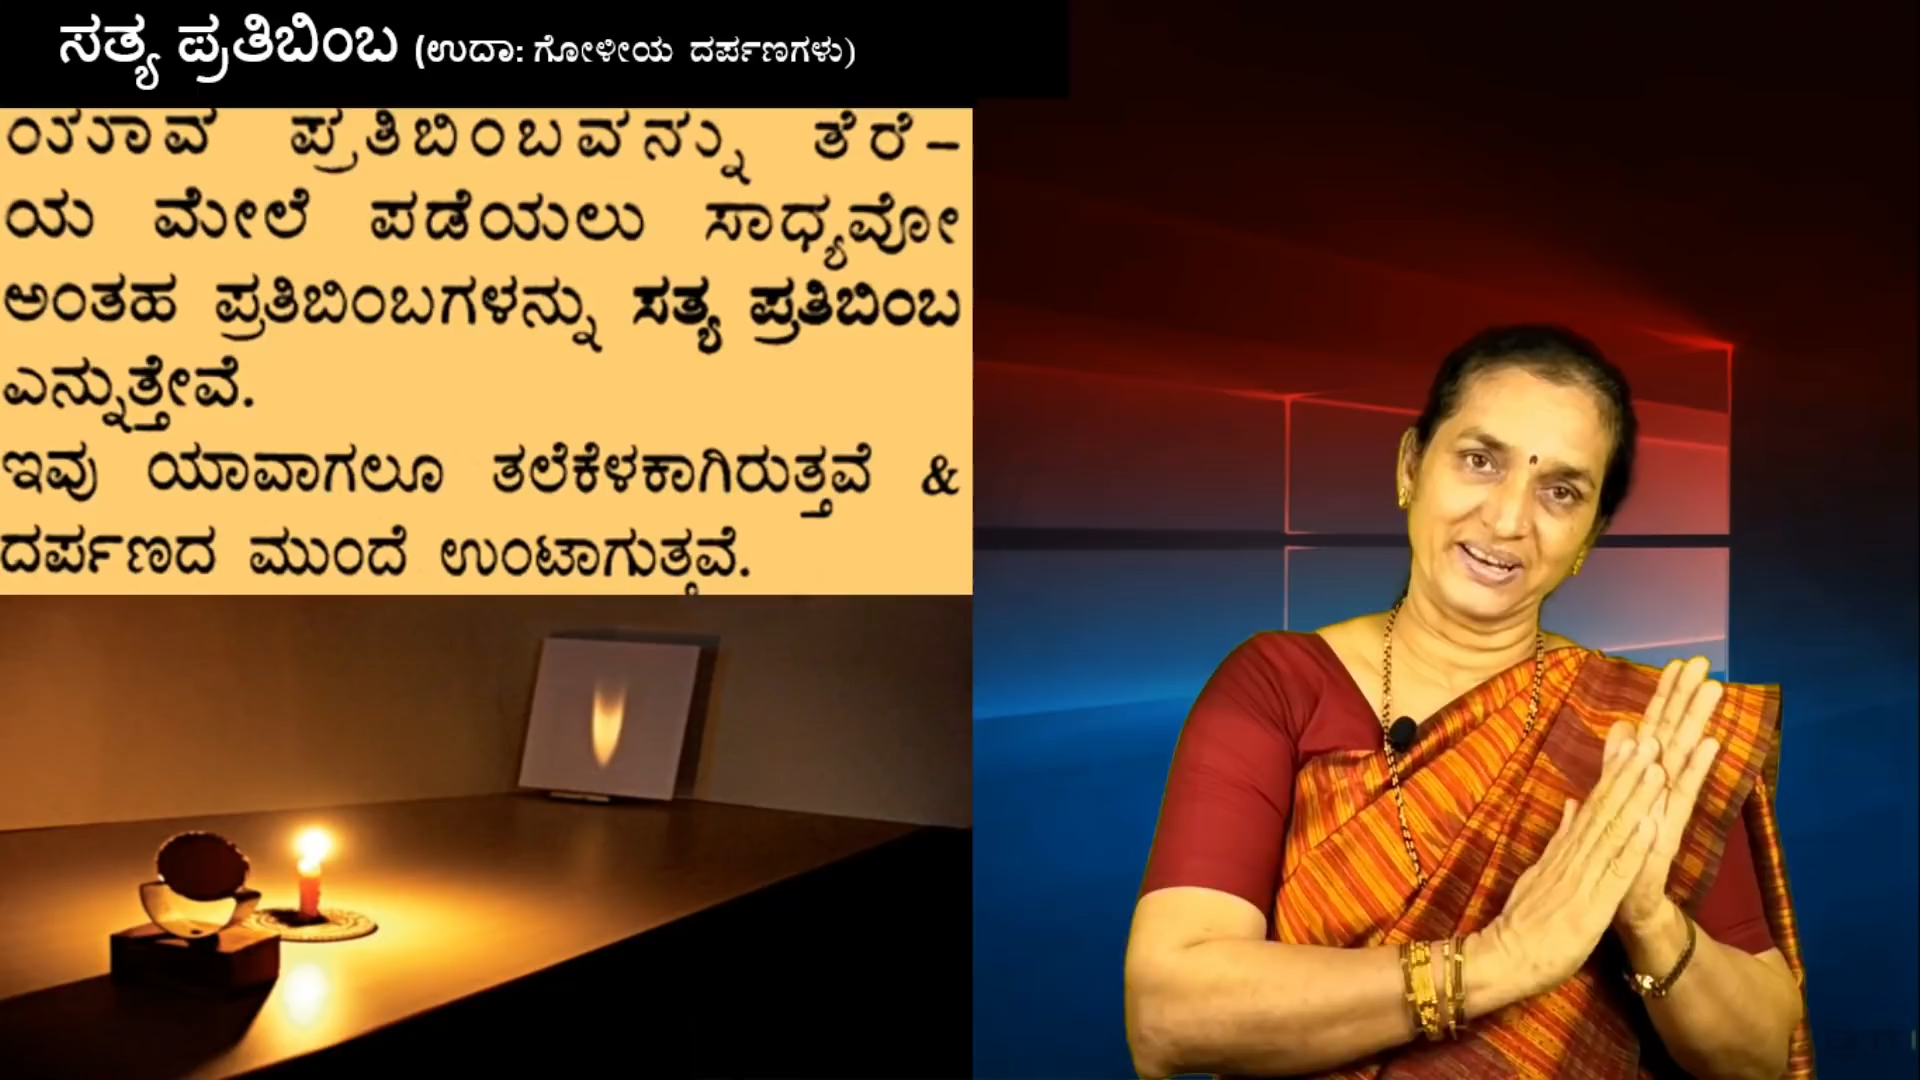 ಸತ್ಯ ಪ್ರತಿಬಿಂಬ (ಉದಾ: ಗೋಳೀಯ ದರ್ಪಣಗಳು)
ಯಾವ ಪ್ರತಿಬಿಂಬವನ್ನು ತೆರೆ–
ಯ ಮೇಲೆ ಪಡೆಯಲು ಸಾಧ್ಯವೋ
ಅಂತಹ ಪ್ರತಿಬಿಂಬಗಳನ್ನು ಸತ್ಯ ಪ್ರತಿಬಿಂಬ
ಎನ್ನುತ್ತೇವೆ.
ಇವು ಯಾವಾಗಲೂ ತಲೆಕೆಳಕಾಗಿರುತ್ತವೆ &
ದರ್ಪಣದ ಮುಂದೆ ಉಂಟಾಗುತ್ತವೆ.